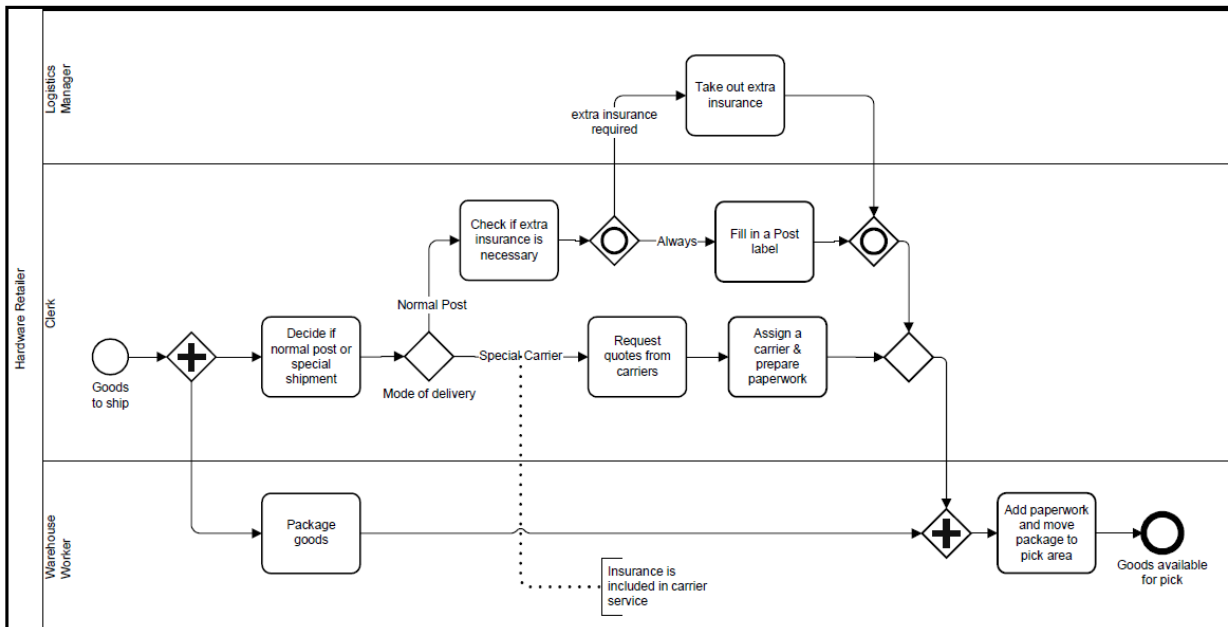 Hardware Retailer
Logistics
Manager
Take out extra
insurance
extra insurance
required
Clerk
Check if extra
insurance is
necessary
Always
Fill in a Post
label
Normal Post
Goods
to ship
Decide if
normal post or
special
shipment
Mode of delivery
Special Carrier
Request
quotes from
carriers
Assign a
carrier &
prepare
paperwork
Warehouse
Worker
Package
goods
Add paperwork
and move
package to
pick area
Goods available
for pick
Insurance is
included in carrier
service